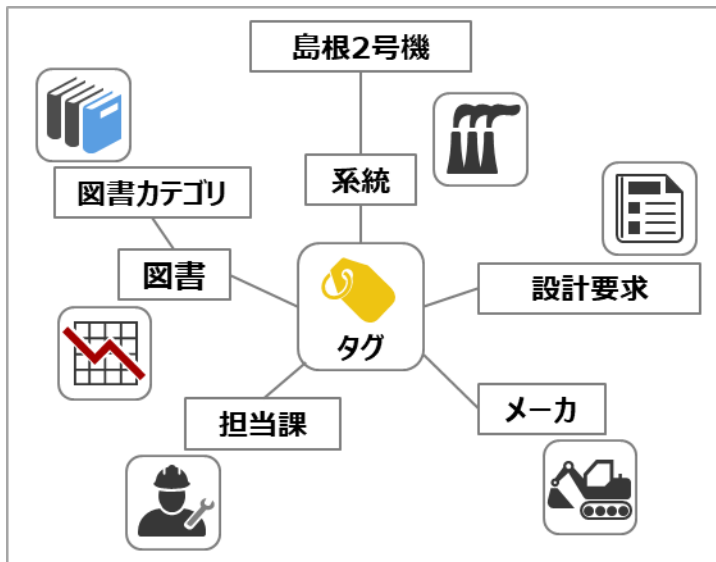 島根2号機
系統
図書カテゴリ
図書
設計要求
タグ
メーカ
担当課